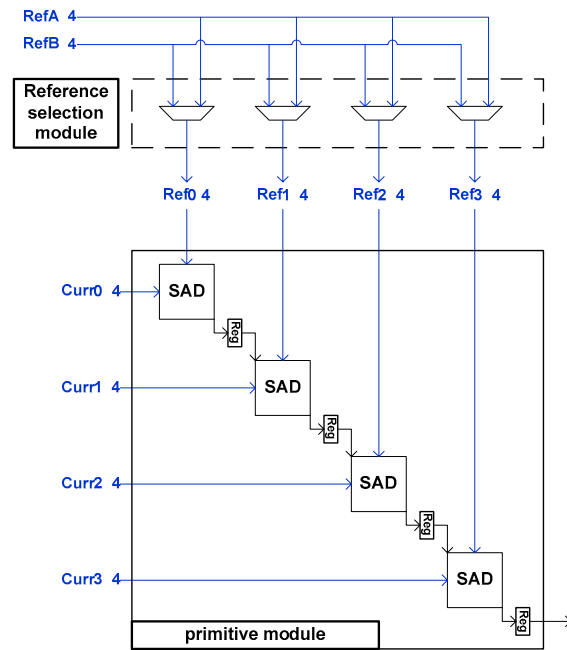 RefA 4
RefB 4
Reference
selection
module
Ref0 4
Ref1 4
Ref2 4
Ref3 4
Curr0 4
SAD
Reg
Curr1 4
SAD
Reg
Curr2 4
SAD
Reg
Curr3 4
SAD
Reg
primitive module